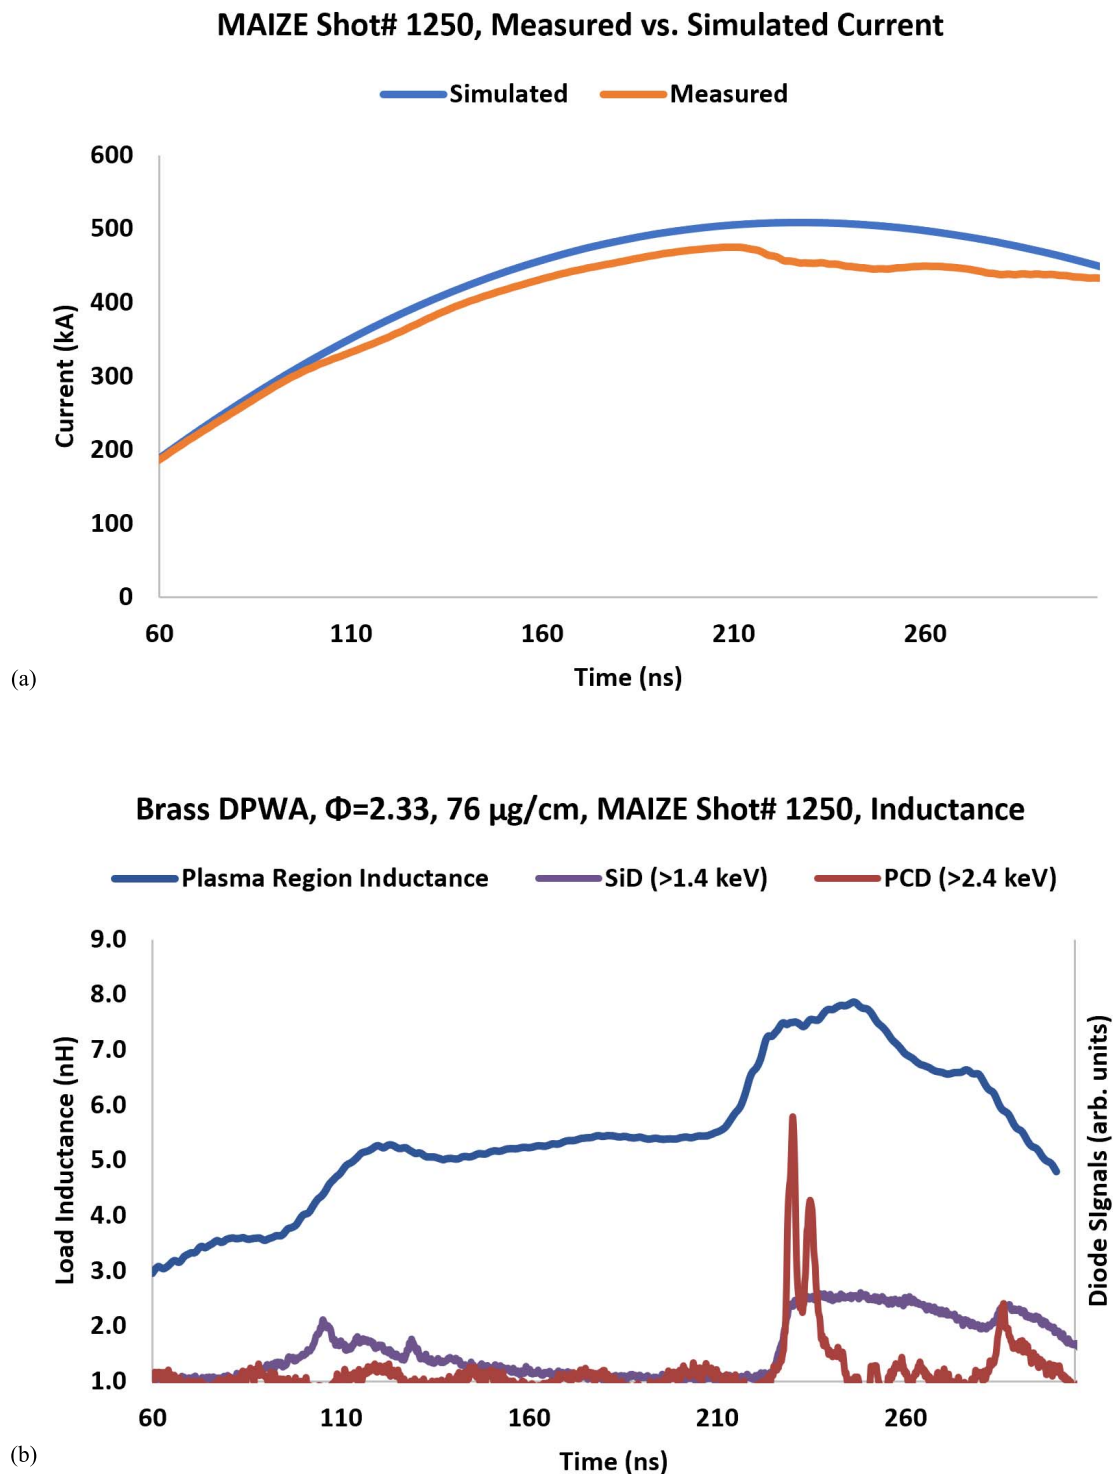 MAIZE Shot# 1250, Measured vs. Simulated Current
Simulated Measured
600
500
400
300
200
100
0
Current (kA)
60 110 160 210 260
Time (ns)
(a)
Brass DPWA, Φ=2.33, 76 µg/cm, MAIZE Shot# 1250, Inductance
Plasma Region Inductance SiD (>1.4 keV) PCD (>2.4 keV)
9.0
8.0
7.0
6.0
5.0
4.0
3.0
2.0
1.0
Load Inductance (nH)
Diode SIgnals (arb. units)
60 110 160 210 260
Time (ns)
(b)